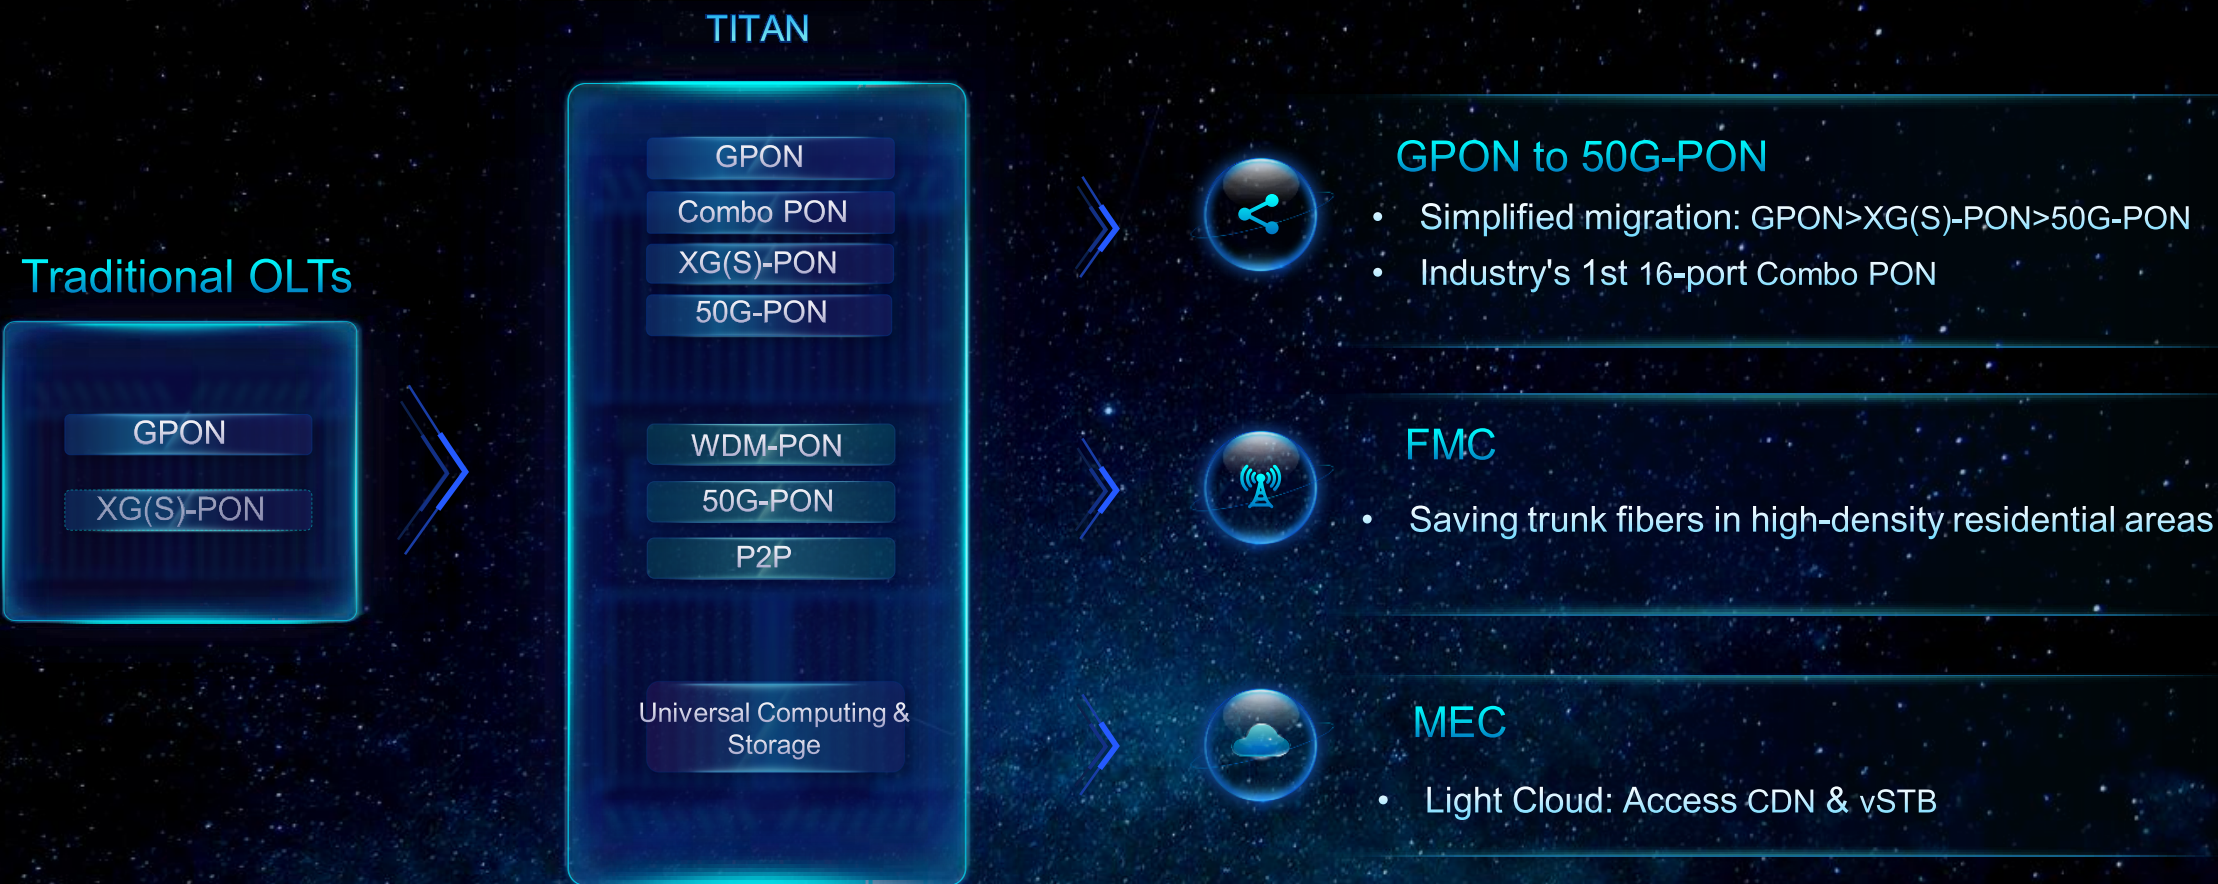 Traditional OLTs
GPON
XG(S)-PON
TITAN
GPON
Combo PON
XG(S)-PON
50G-PON
WDM-PON
50G-PON
P2P
Universal Computing &
Storage
GPON to 50G-PON
• Simplified migration: GPON>XG(S)-PON>50G-PON
• Industry's 1st 16-port Combo PON
FMC
• Saving trunk fibers in high-density residential areas
MEC
• Light Cloud: Access CDN & vSTB